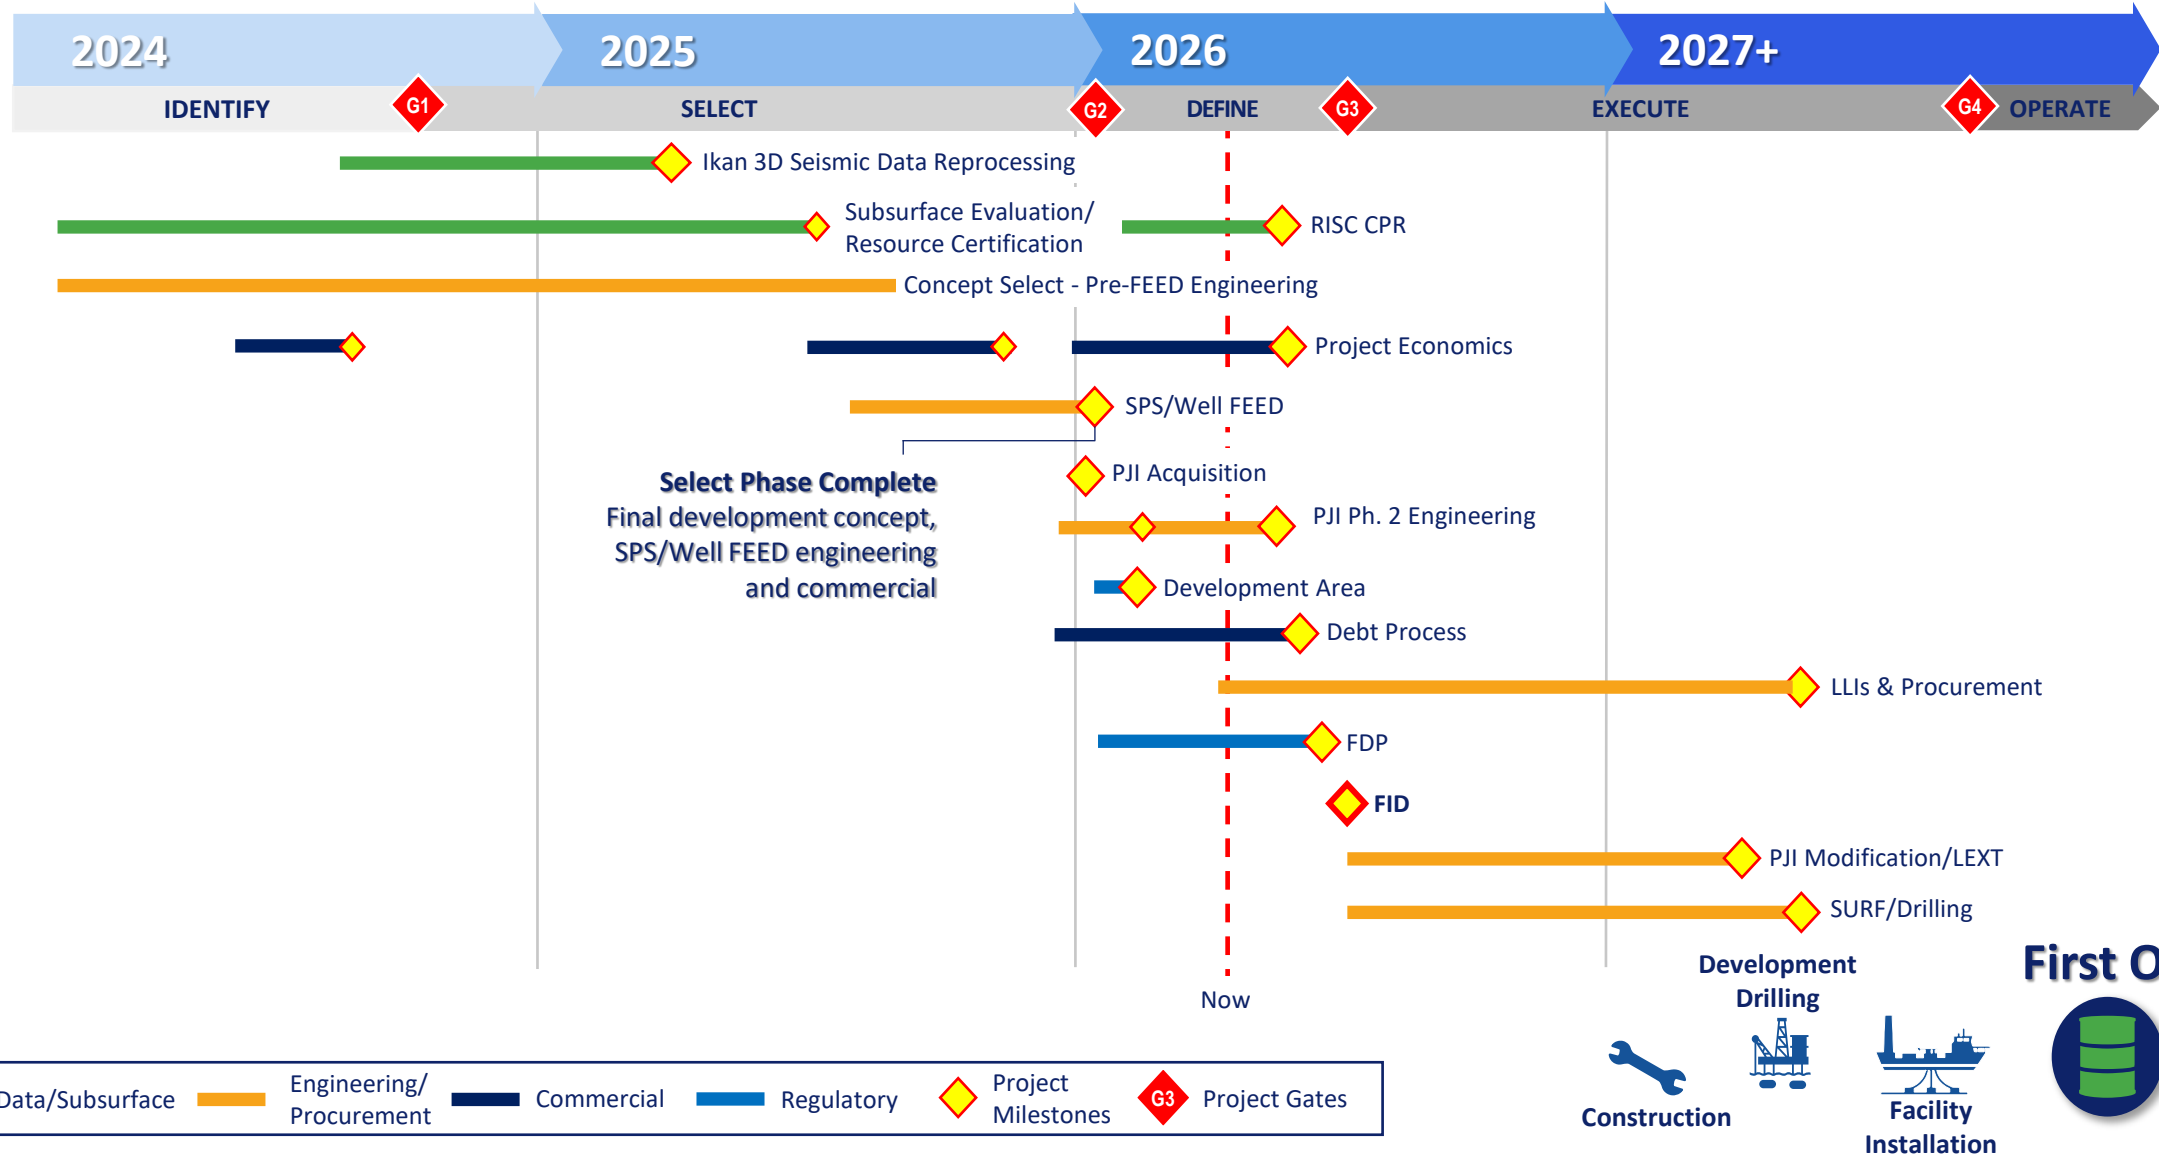 2024
2025
2026
2027+
IDENTIFY
G1
SELECT
G2
DEFINE
G3
EXECUTE
G4
OPERATE
Ikan 3D Seismic Data Reprocessing
Subsurface Evaluation/
Resource Certification
RISC CPR
Concept Select - Pre-FEED Engineering
Project Economics
SPS/Well FEED
Select Phase Complete
Final development concept,
SPS/Well FEED engineering
and commercial
PJI Acquisition
PJI Ph. 2 Engineering
Development Area
Debt Process
LLIs & Procurement
FDP
FID
PJI Modification/LEXT
SURF/Drilling
Now
Development
Drilling
First O
Construction
Facility
Installation
Data/Subsurface
Engineering/
Procurement
Commercial
Regulatory
Project
Milestones
G3
Project Gates